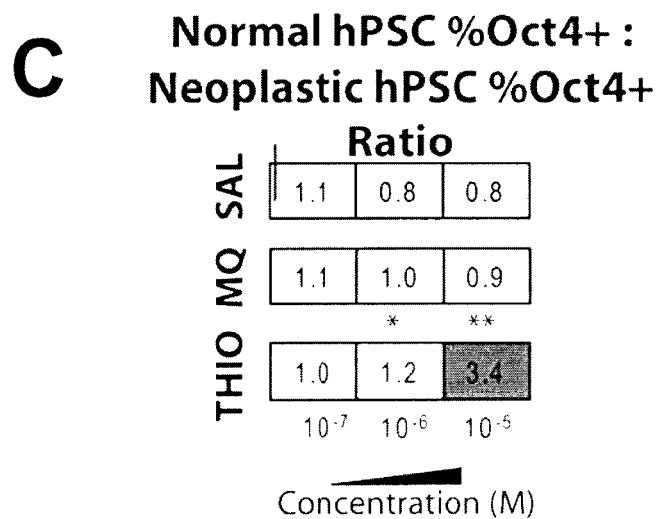 C
Normal hPSC %Oct4+ :
Neoplastic hPSC %Oct4+
Ratio
SAL 1.1 0.8 0.8
MQ 1.1 1.0 0.9
* **
THIO 1.0 1.2 3.4
10⁻⁷ 10⁻⁶ 10⁻⁵
Concentration (M)